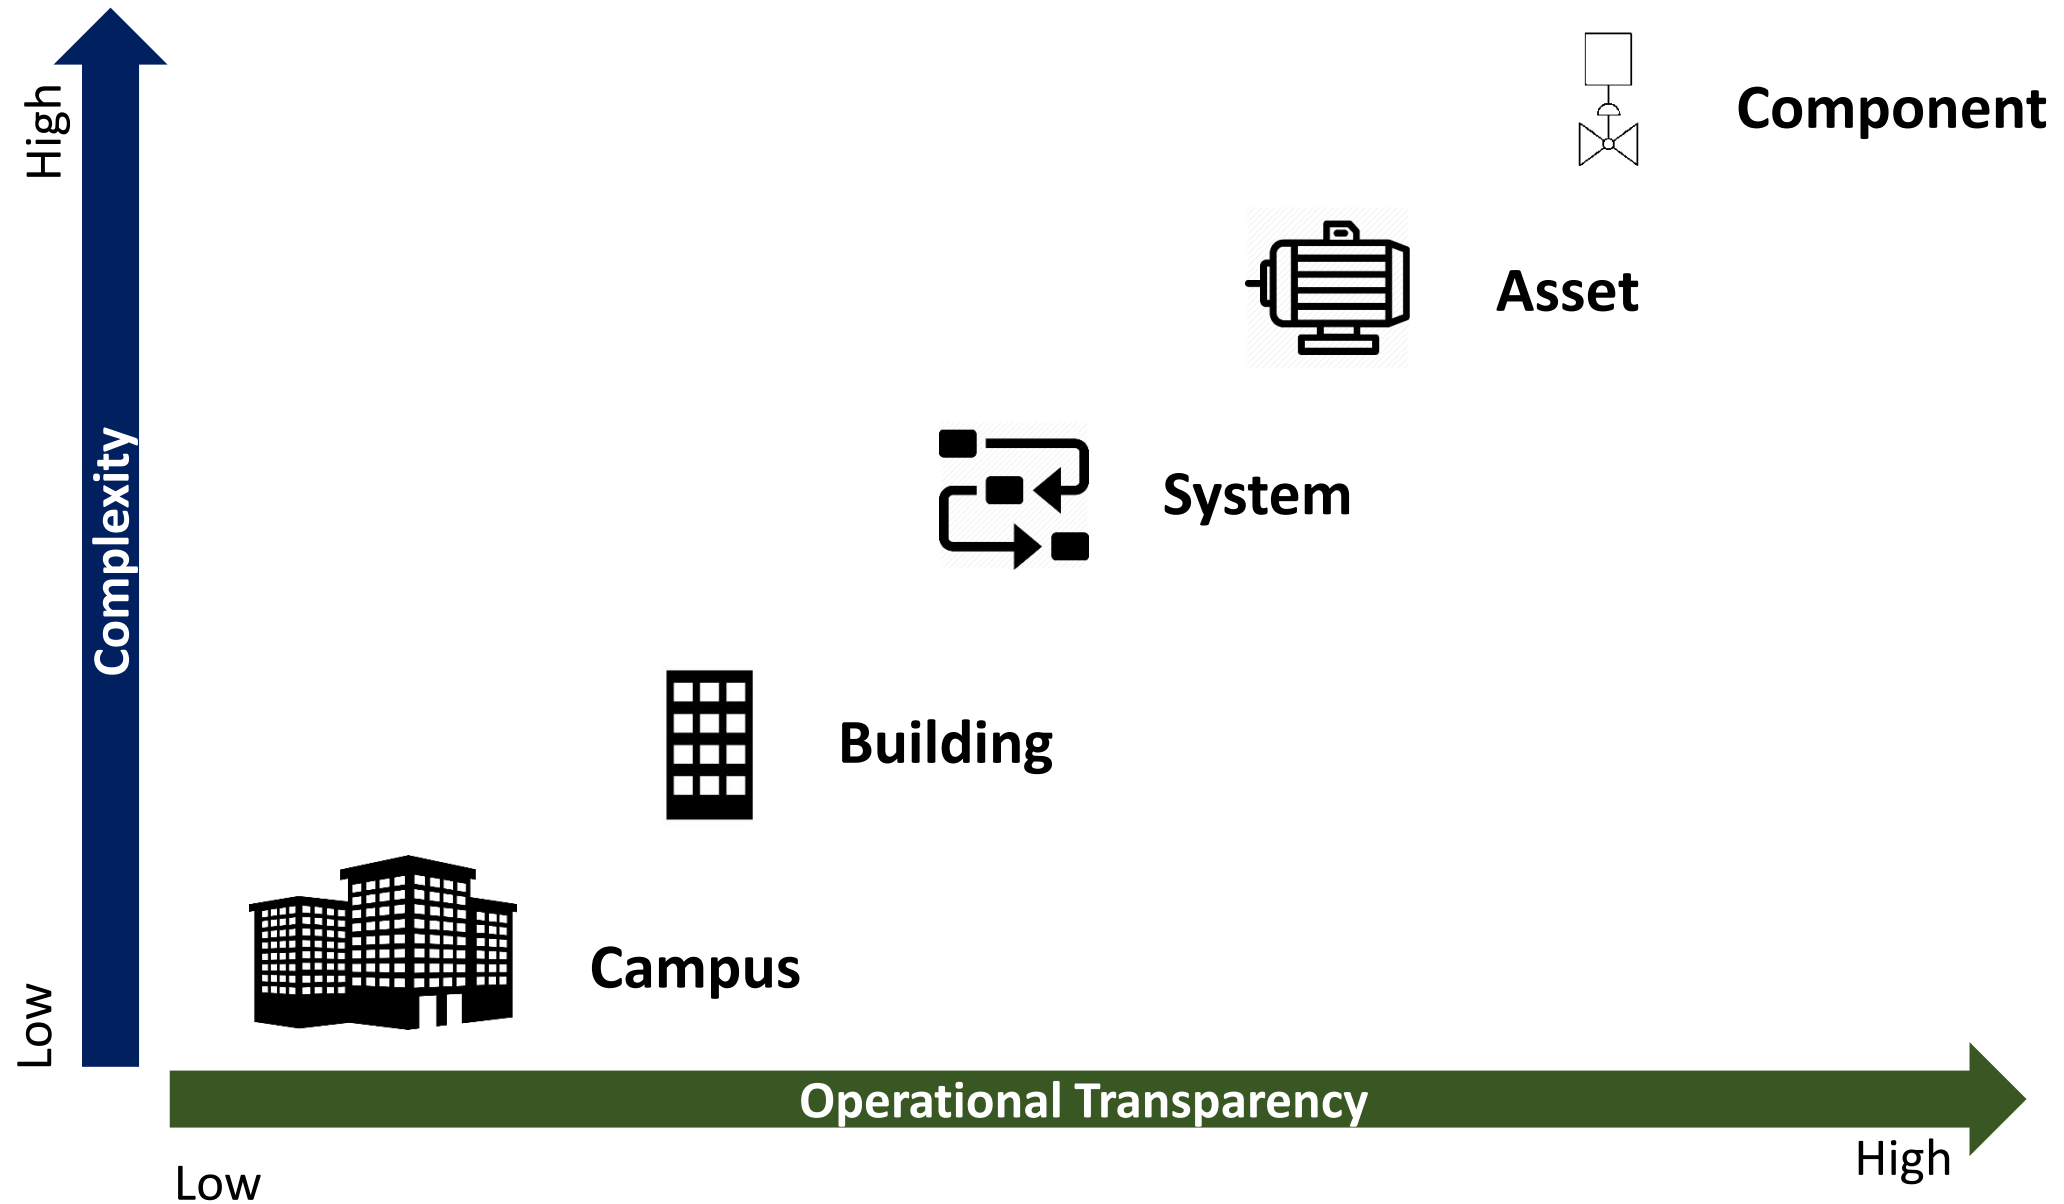 High
Component
Asset
System
Complexity
Building
Campus
Low
Operational Transparency
Low
High